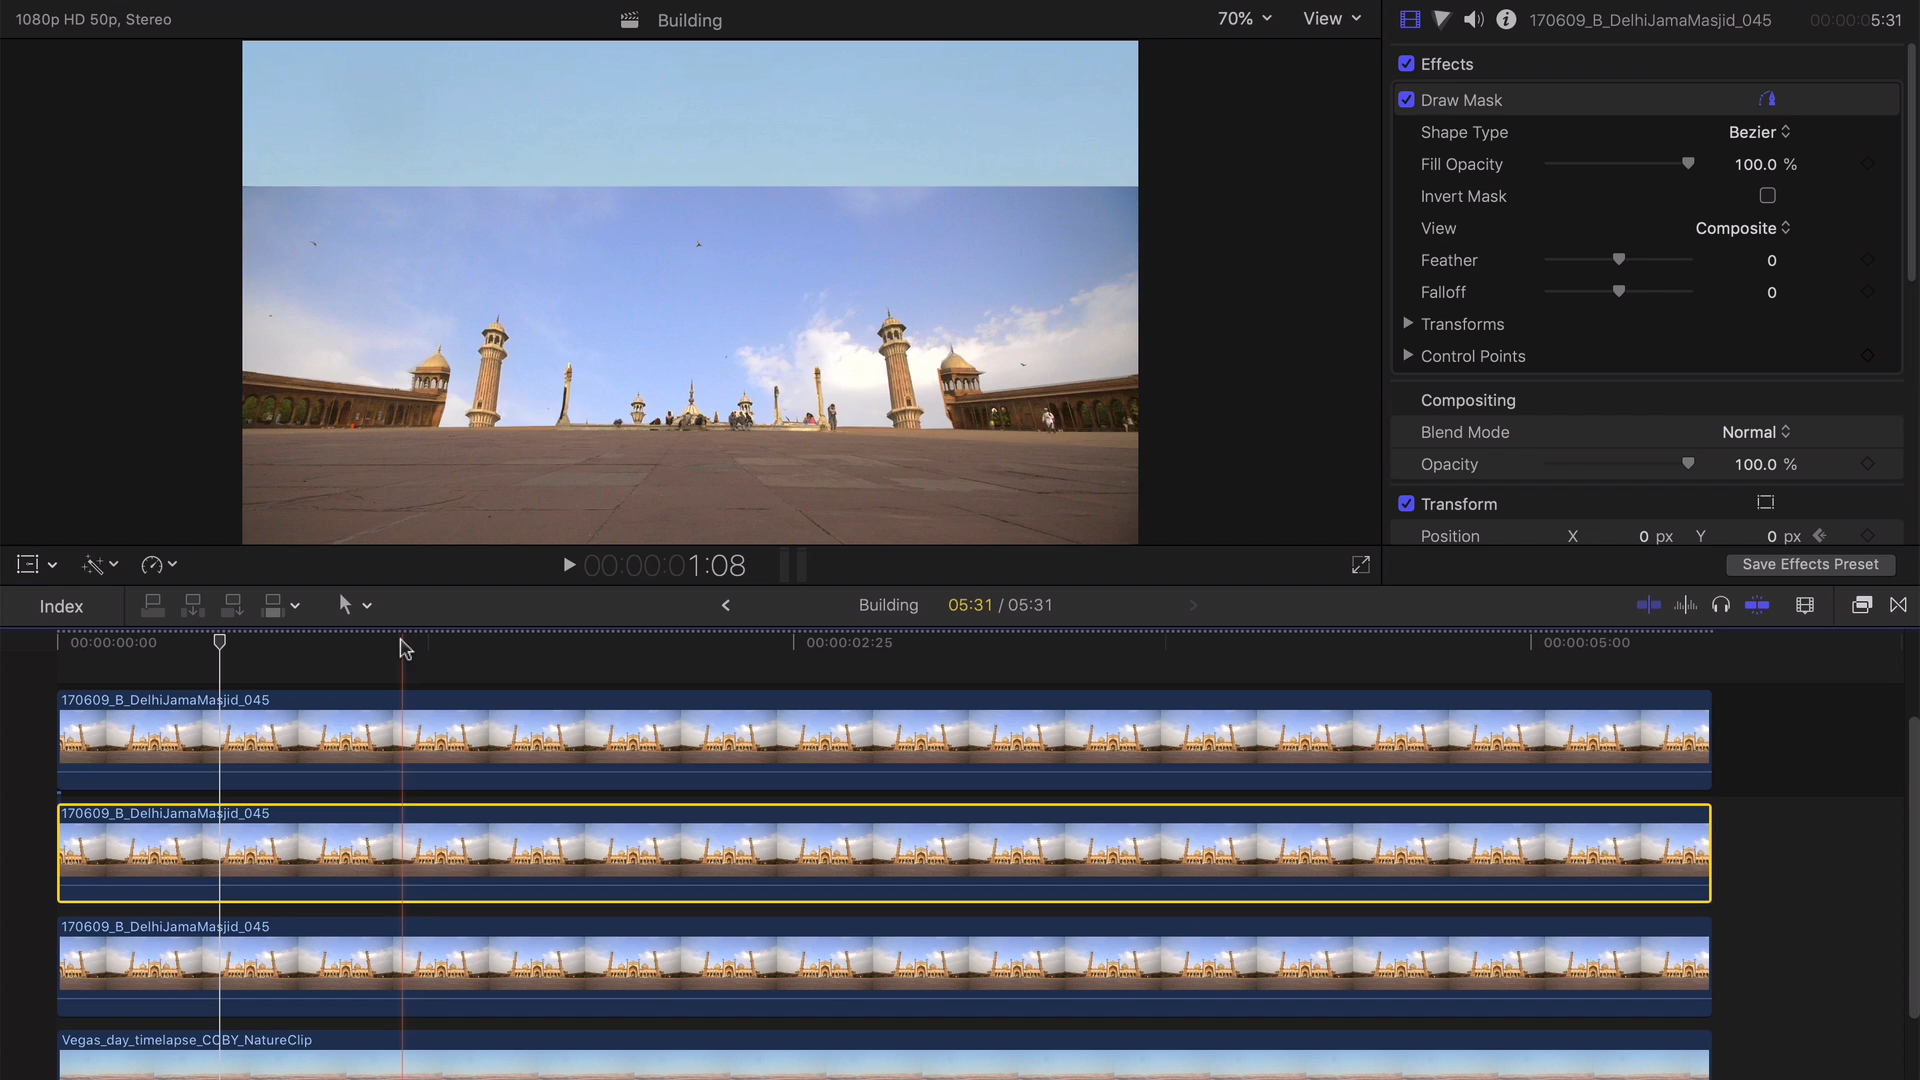 1080p HD 50p, Stereo
Building
70%
View
170609_B_DelhiJamaMasjid_045
00:00:05:31
Effects
Draw Mask
Shape Type
Bezier
Fill Opacity
100.0 %
Invert Mask
View
Composite
Feather
0
Falloff
0
Transforms
Control Points
Compositing
Blend Mode
Normal
Opacity
100.0 %
Transform
Position
X
0 px
Y
0 px
00:00:01:08
Save Effects Preset
Index
Building
05:31 / 05:31
00:00:00:00
00:00:02:25
00:00:05:00
170609_B_DelhiJamaMasjid_045
170609_B_DelhiJamaMasjid_045
170609_B_DelhiJamaMasjid_045
Vegas_day_timelapse_COBY_NatureClip